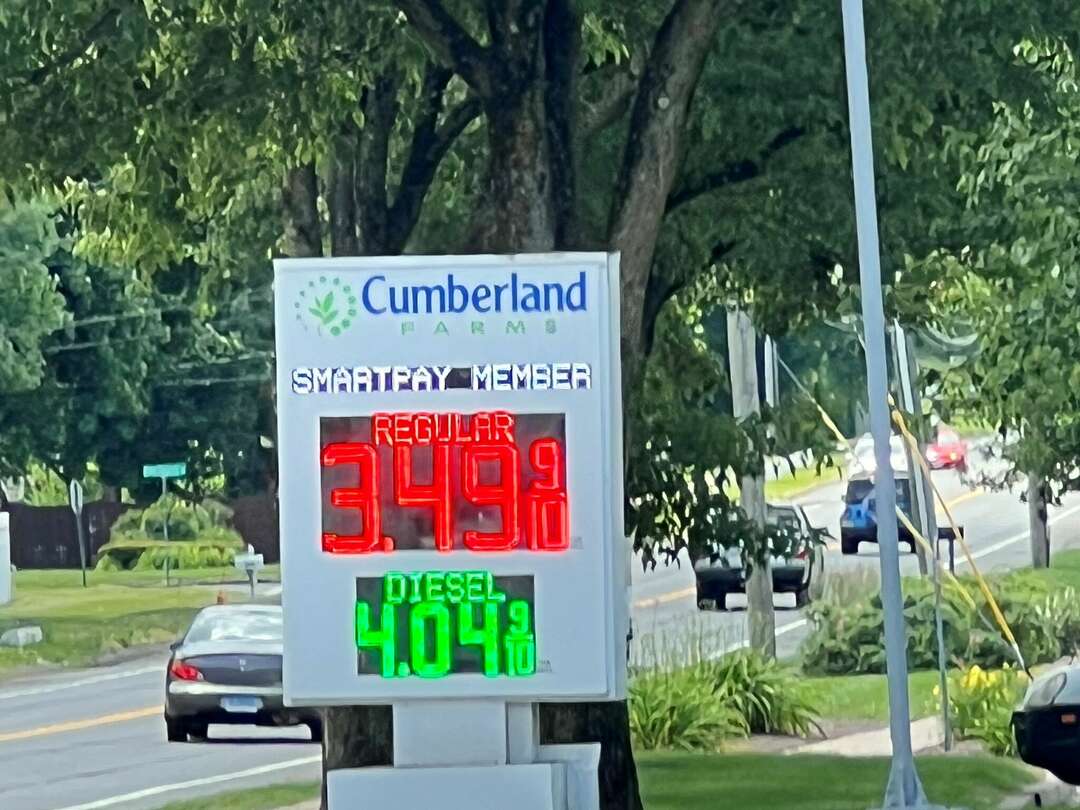 Cumberland
FARMS
SMARTPAY MEMBER
REGULAR
3.49 9/10
DIESEL
4.04 9/10